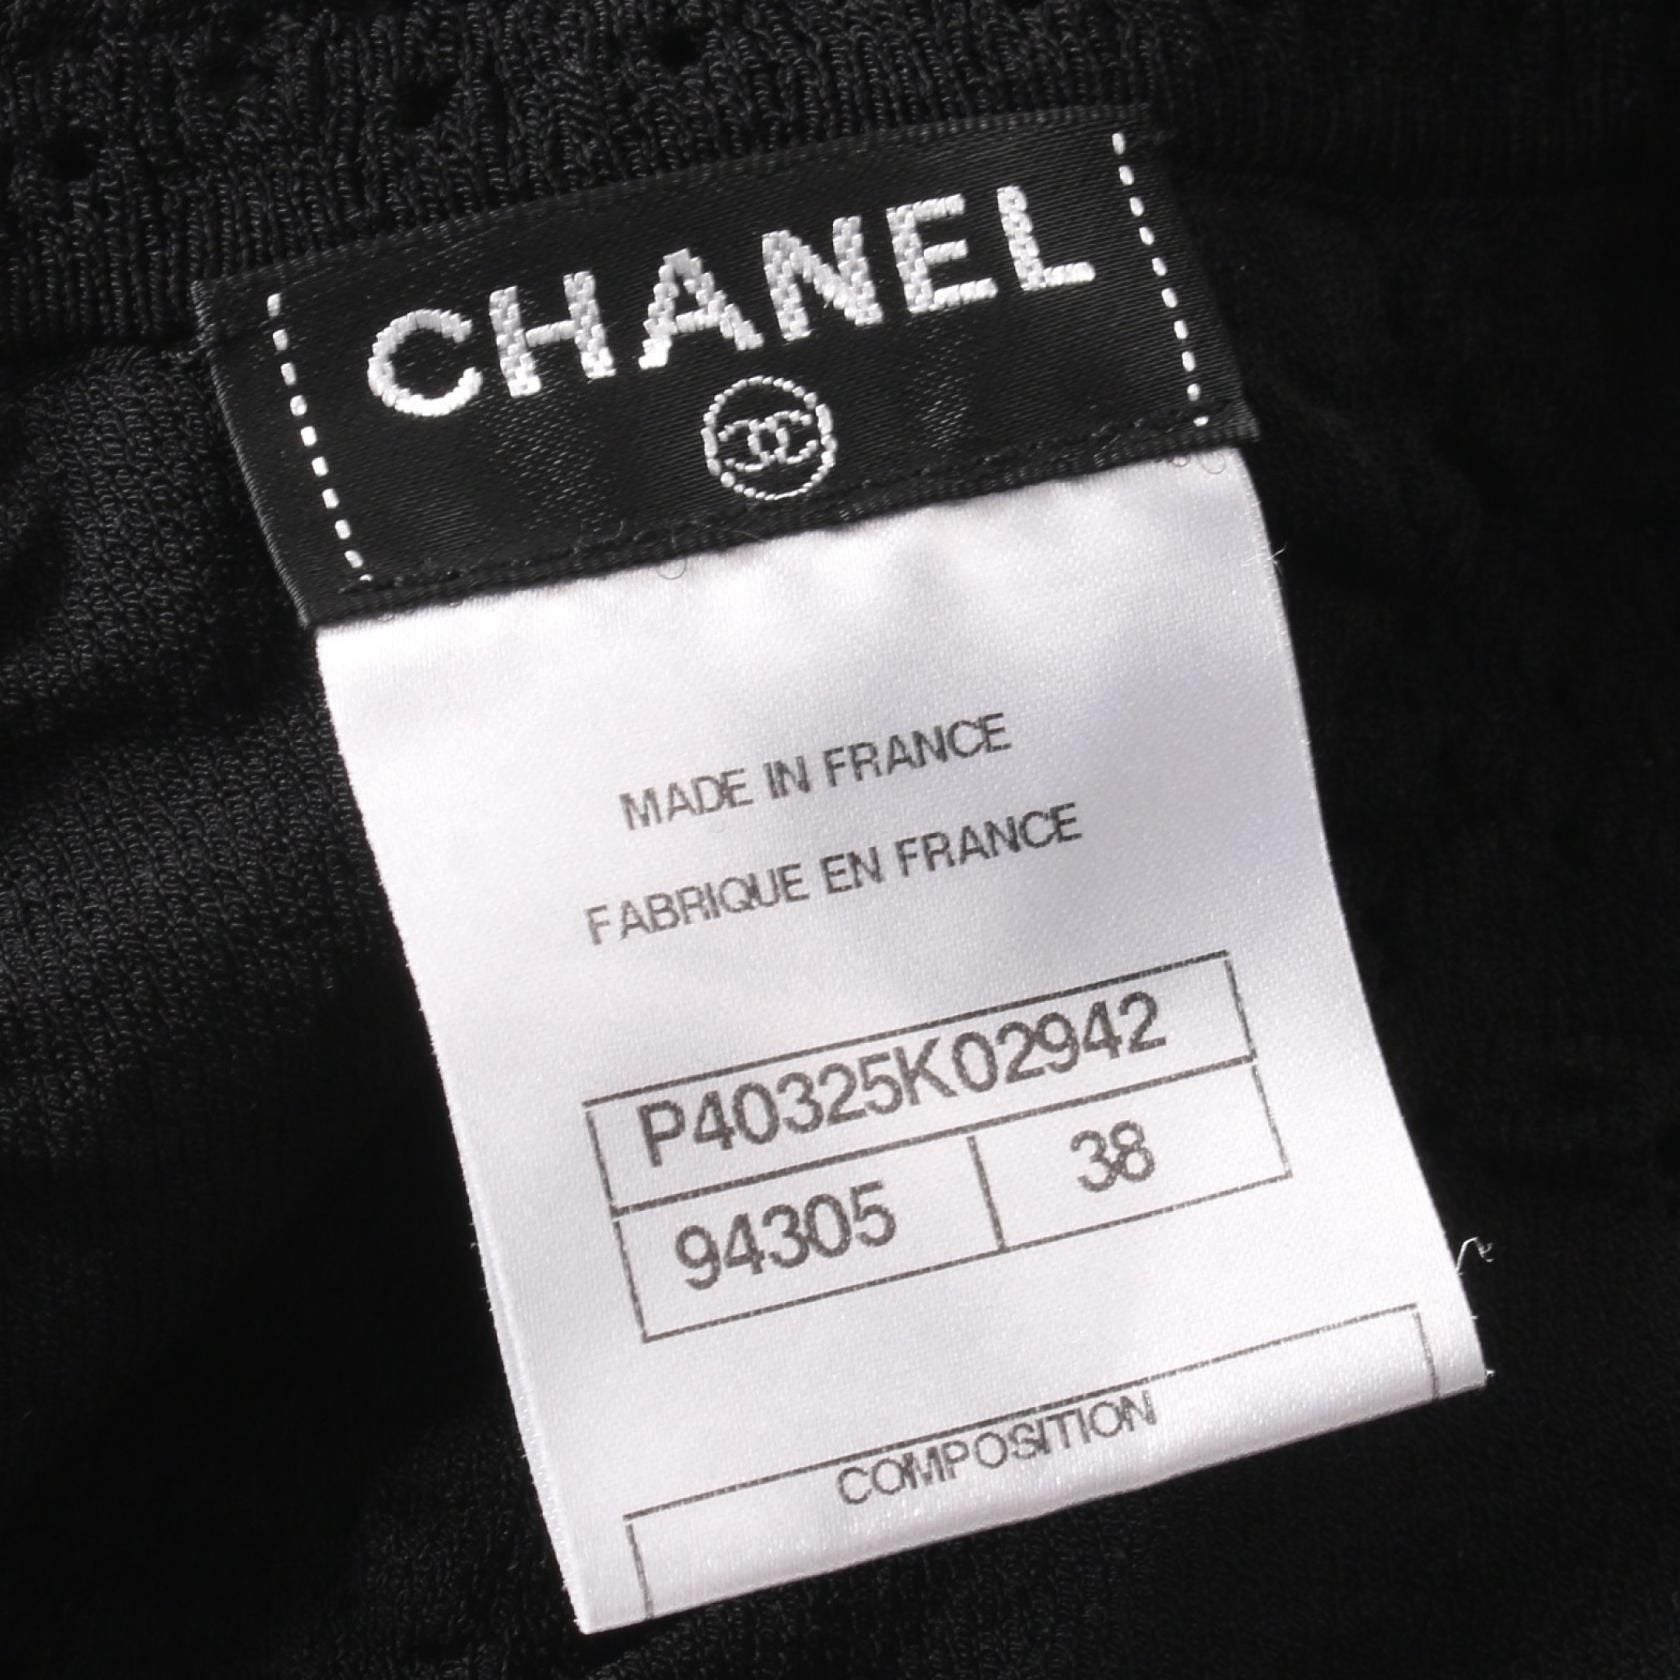 CHANEL
MADE IN FRANCE
FABRIQUE EN FRANCE
P40325K02942
94305 38
COMPOSITION